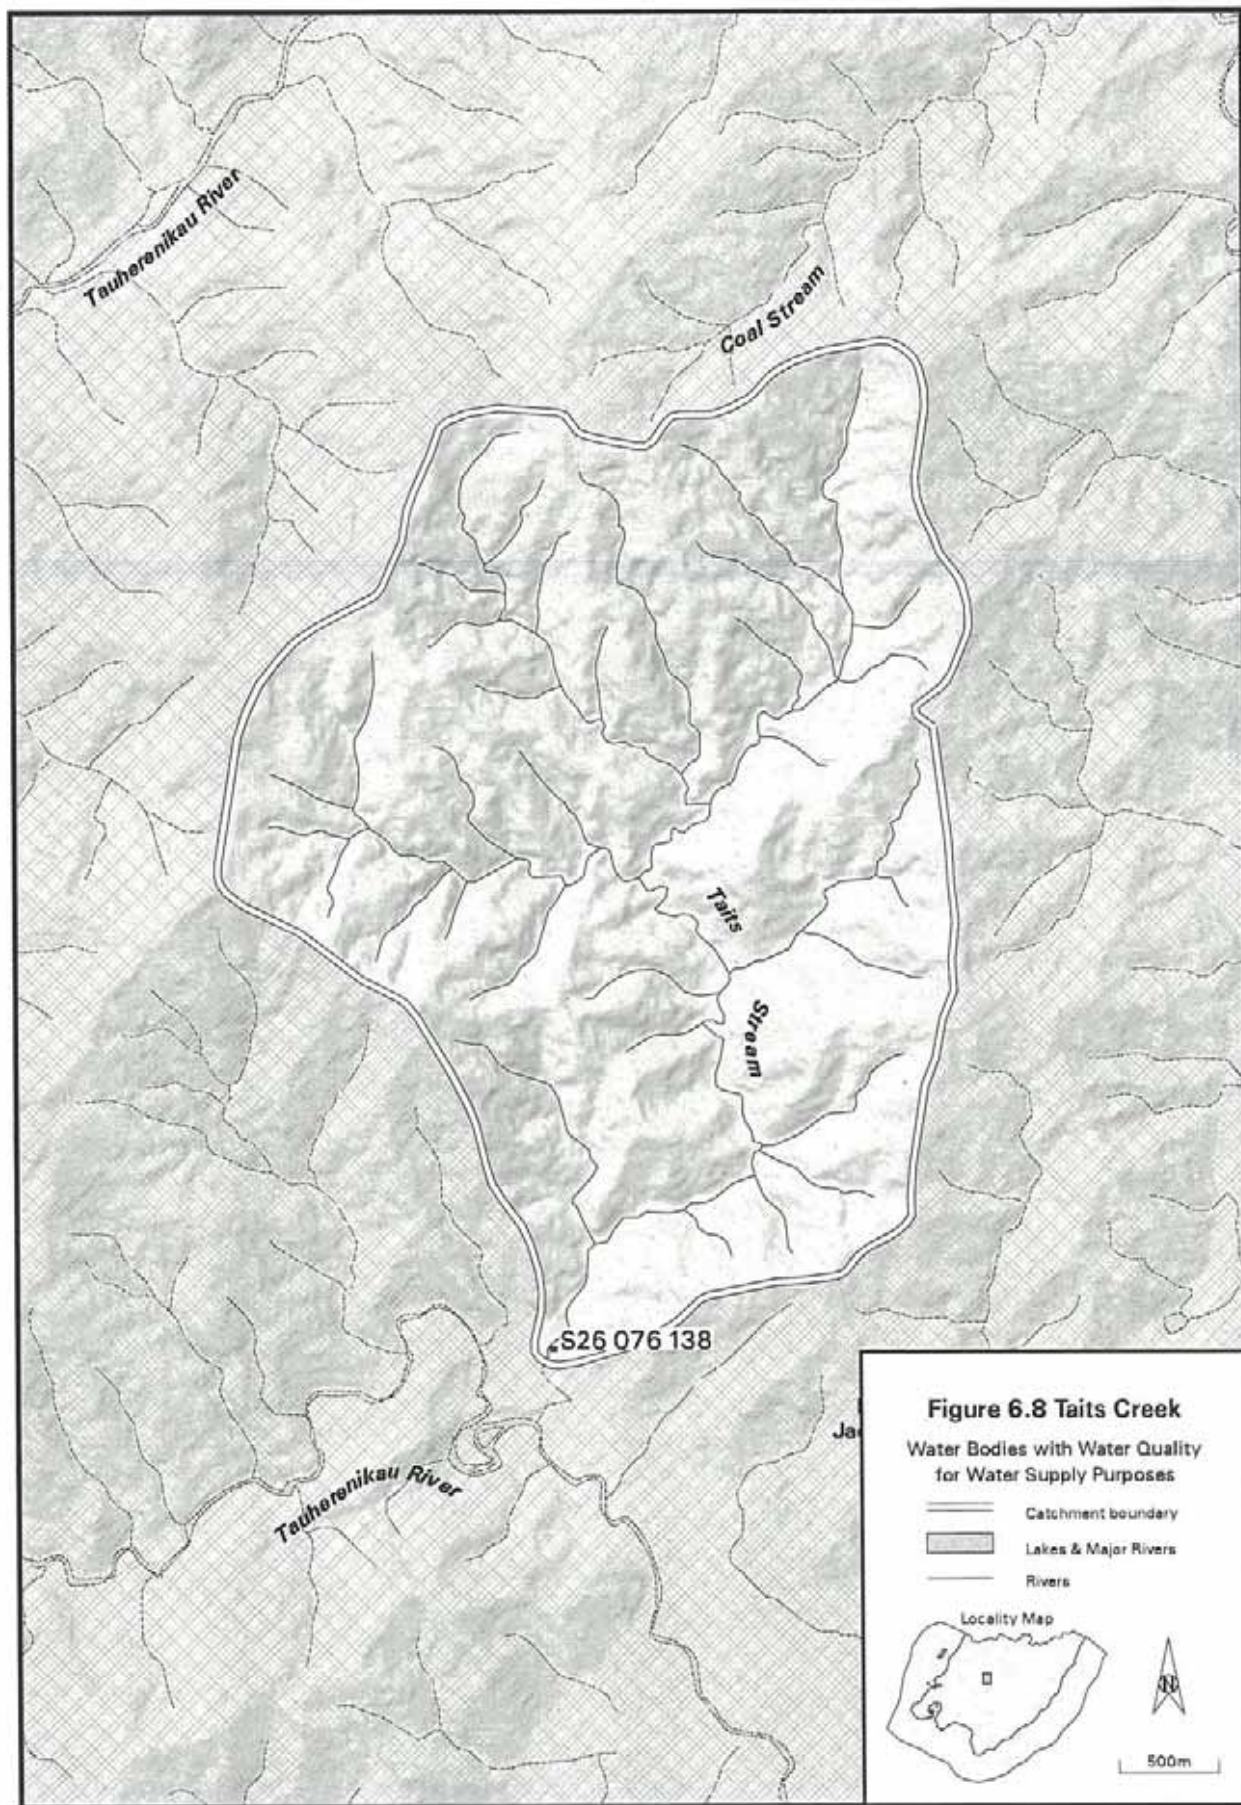 Tauherenikau River
Coal Stream
Taits
Stream
S26 076 138
Tauherenikau River
Figure 6.8 Taits Creek
Water Bodies with Water Quality
for Water Supply Purposes
Catchment boundary
Lakes & Major Rivers
Rivers
Locality Map
N
500m